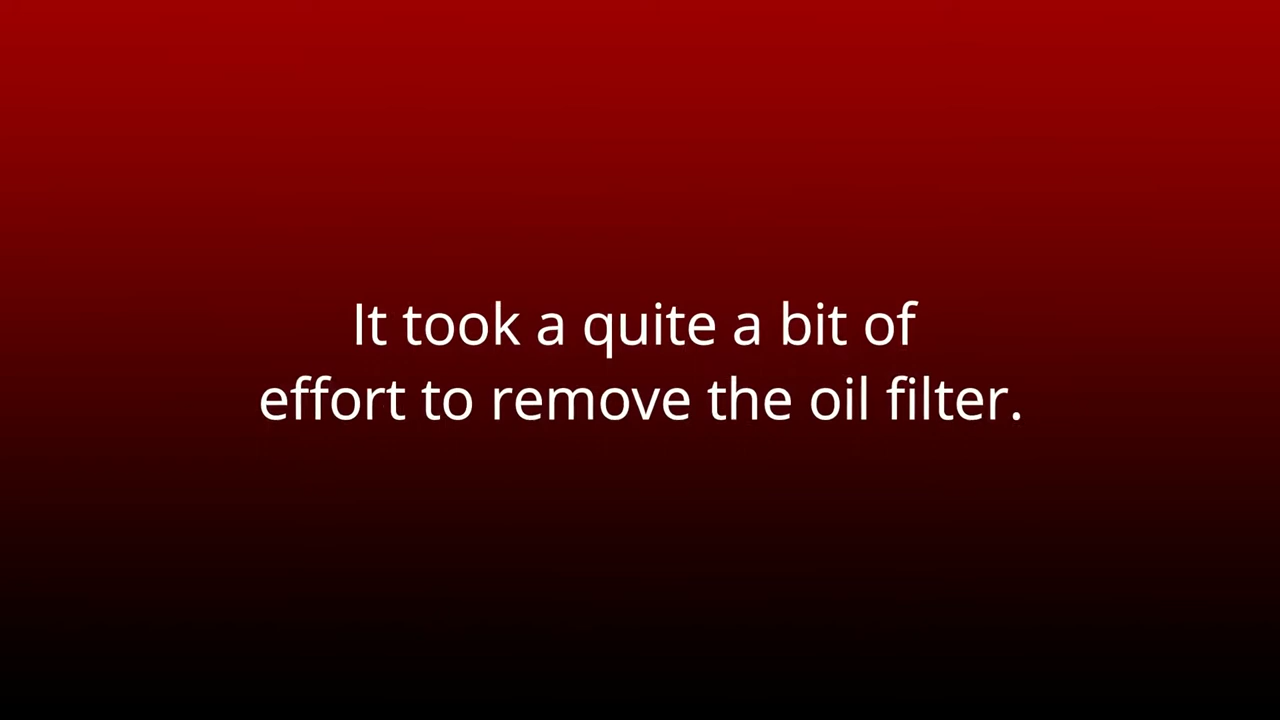 It took a quite a bit of
effort to remove the oil filter.